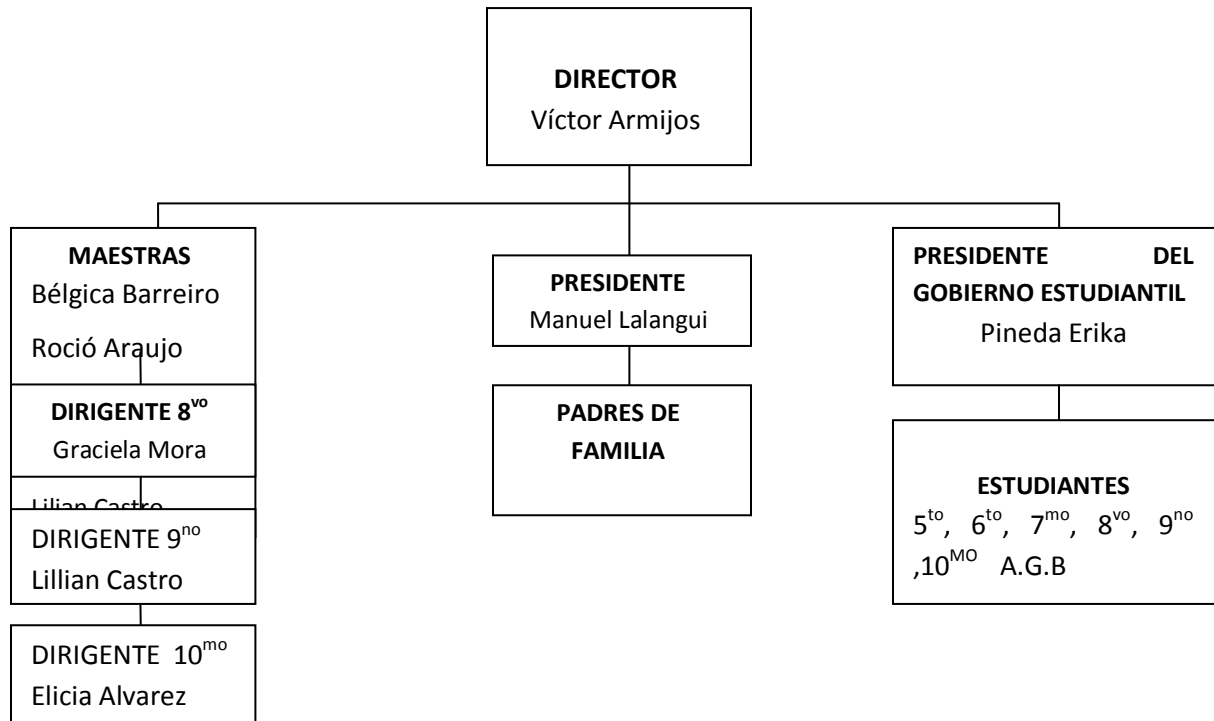 DIRECTOR
Víctor Armijos
MAESTRAS
Bélgica Barreiro
Roció Araujo
DIRIGENTE 8vo
Graciela Mora
Lilian Castro
DIRIGENTE 9no
Lillian Castro
DIRIGENTE 10mo
Elicia Alvarez
PRESIDENTE
Manuel Lalangui
PADRES DE
FAMILIA
PRESIDENTE DEL
GOBIERNO ESTUDIANTIL
Pineda Erika
ESTUDIANTES
5to, 6to, 7mo, 8vo, 9no
,10MO A.G.B